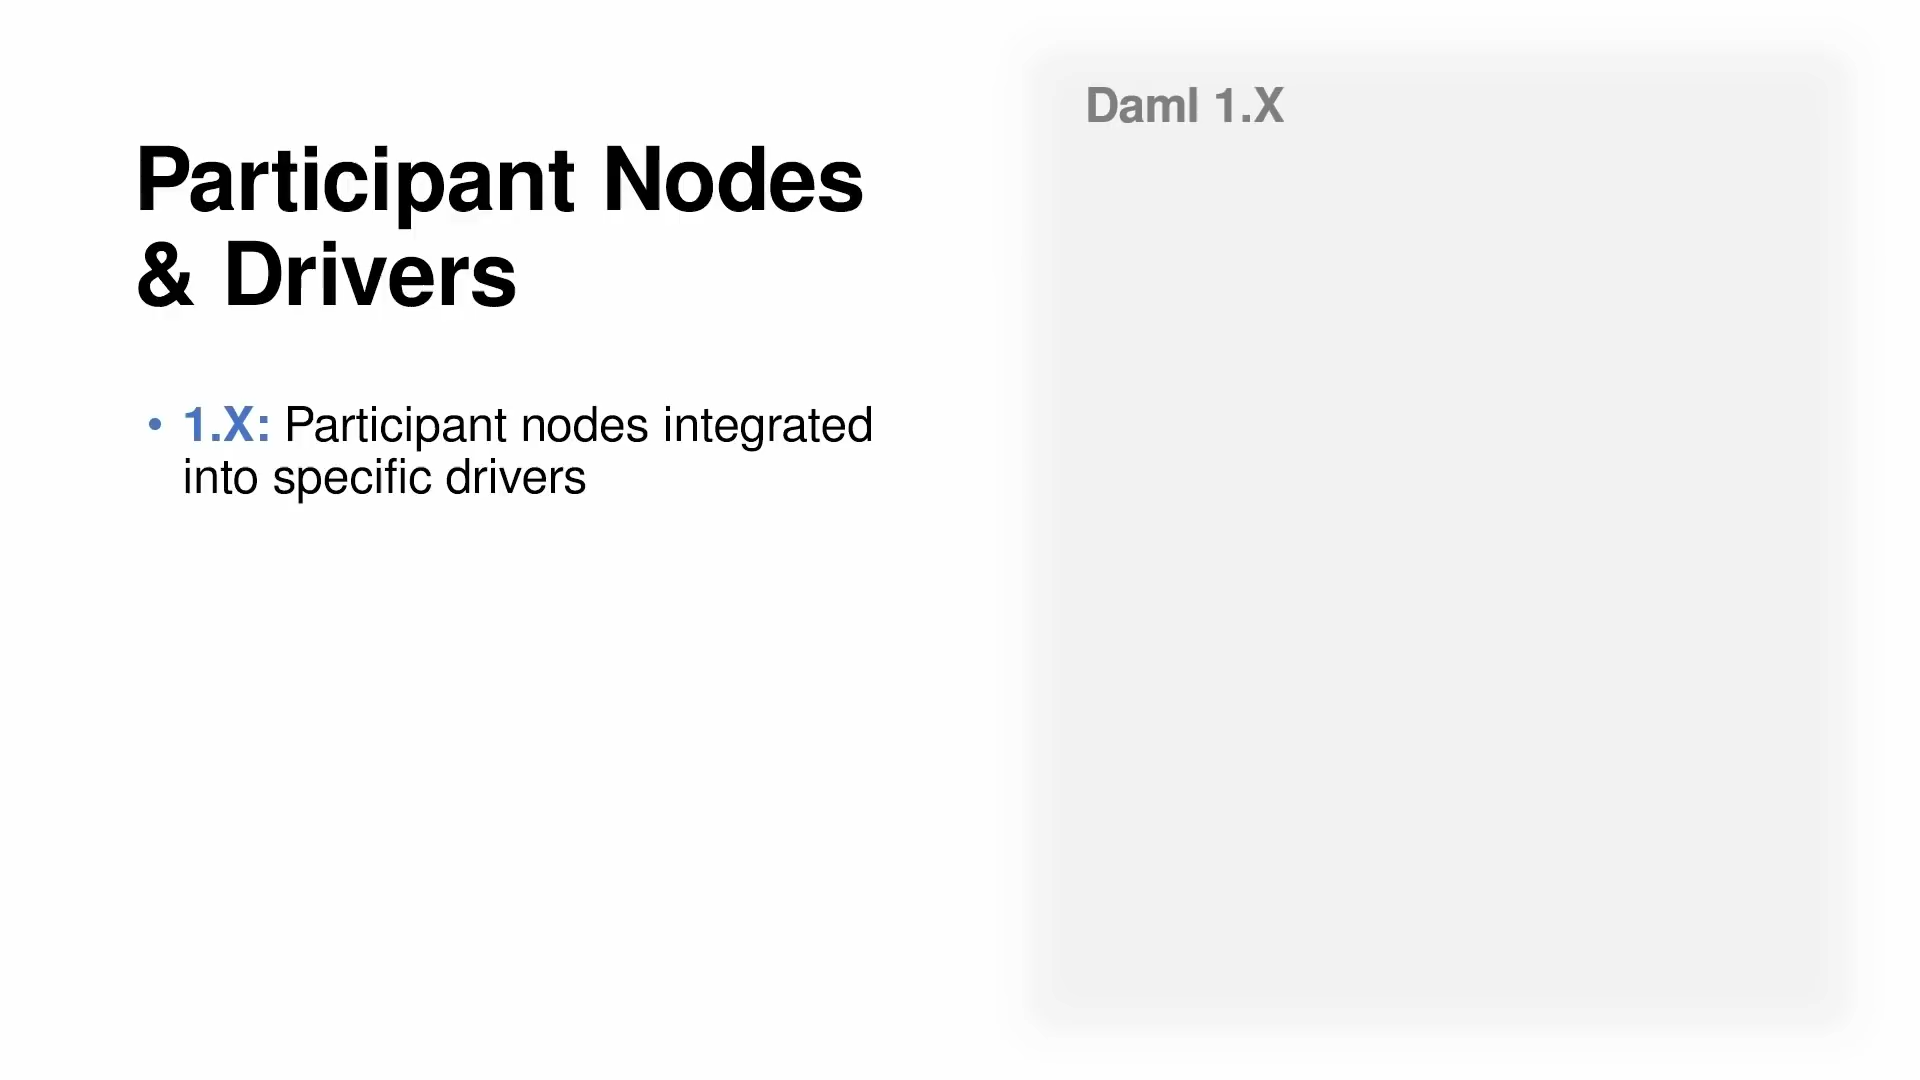 Participant Nodes
& Drivers
• 1.X: Participant nodes integrated
into specific drivers
Daml 1.X